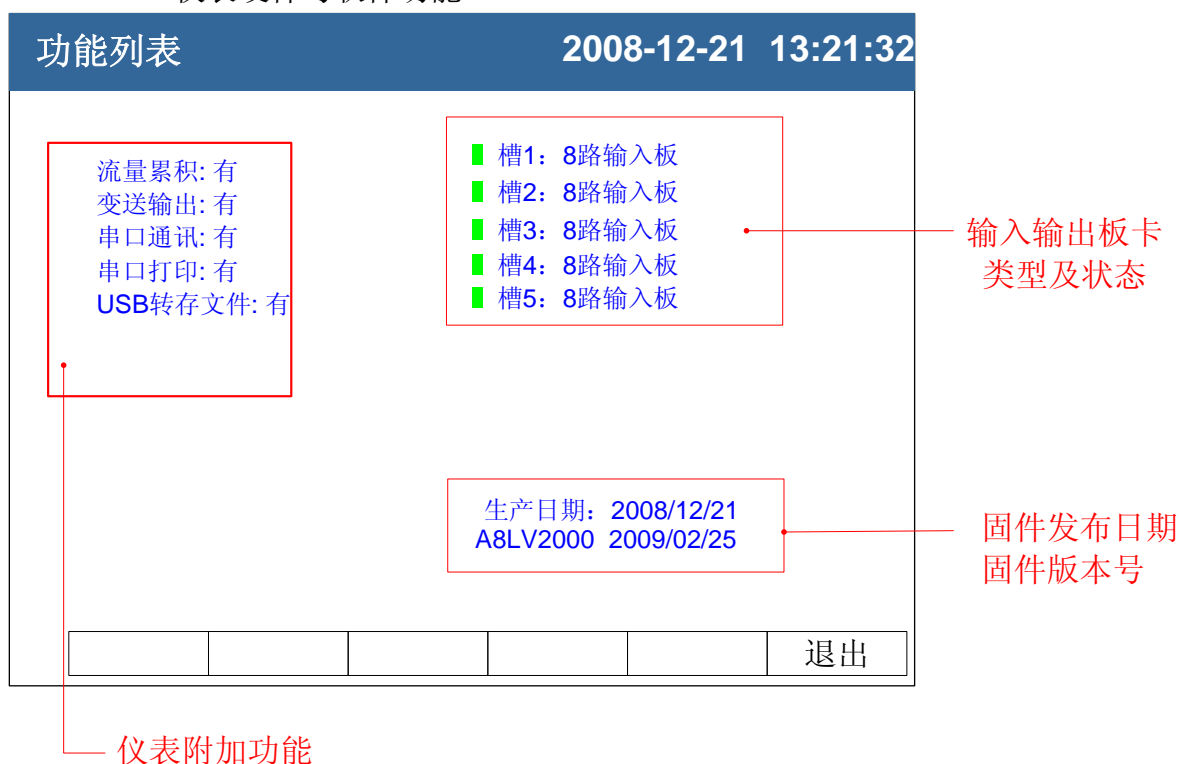 功能列表 2008-12-21 13:21:32
流量累积: 有
变送输出: 有
串口通讯: 有
串口打印: 有
USB转存文件: 有
槽1：8路输入板
槽2：8路输入板
槽3：8路输入板
槽4：8路输入板
槽5：8路输入板
输入输出板卡
类型及状态
生产日期：2008/12/21
A8LV2000 2009/02/25
固件发布日期
固件版本号
退出
仪表附加功能